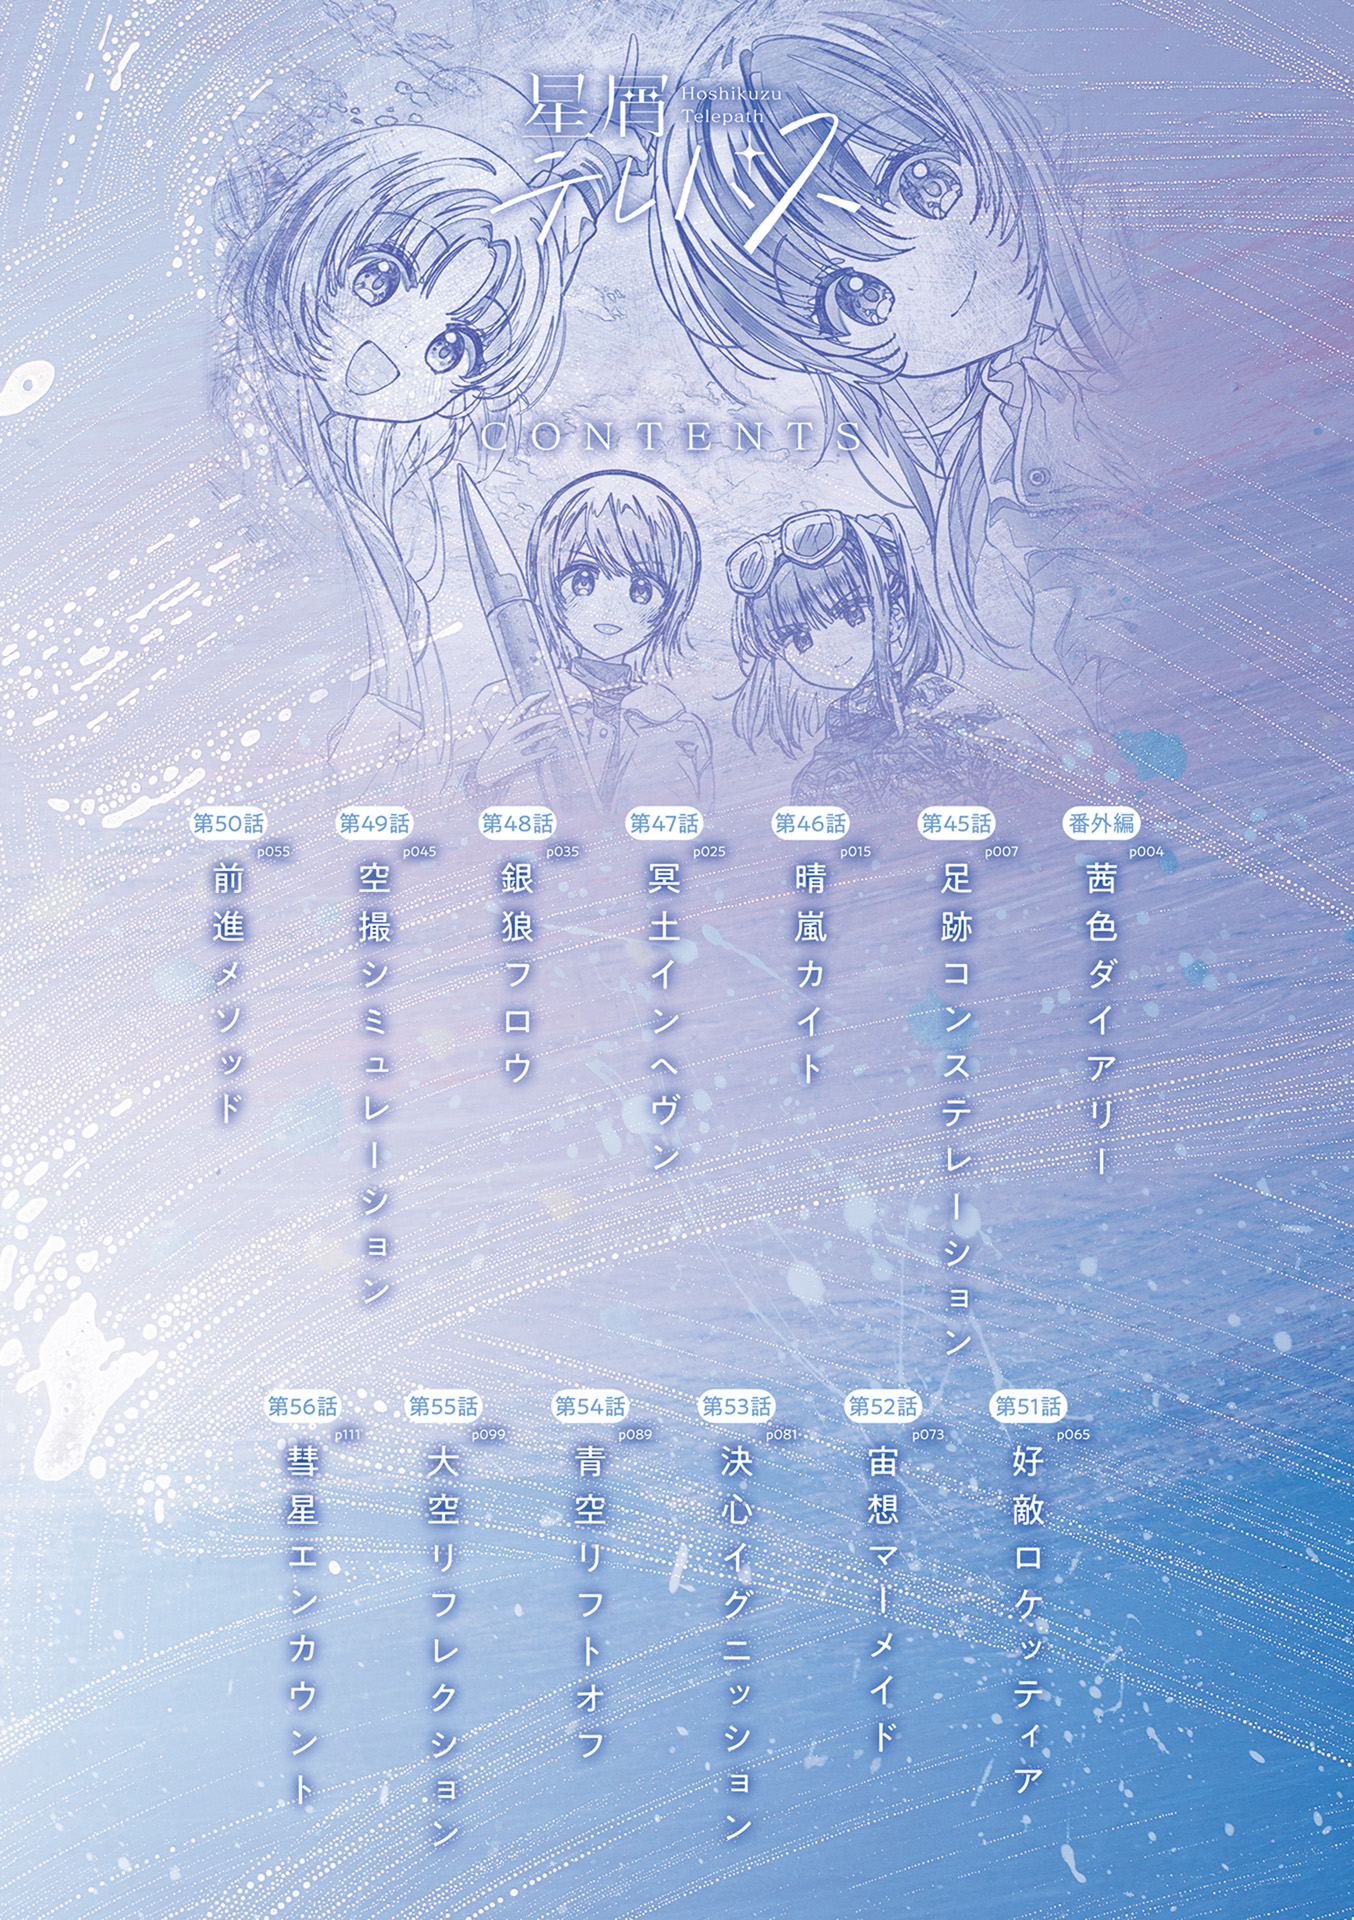 星屑
Hoshikuzu
Telepath
テレパス
CONTENTS
番外編
p004
茜色ダイアリー
第45話
p007
足跡コンステレーション
第46話
p015
晴嵐カイト
第47話
p025
冥土インヘヴン
第48話
p035
銀狼フロウ
第49話
p045
空撮シミュレーション
第50話
p055
前進メソッド
第51話
p065
好敵ロケッティア
第52話
p073
宙想マーメイド
第53話
p081
決心イグニッション
第54話
p089
青空リフトオフ
第55話
p099
大空リフレクション
第56話
p111
彗星エンカウント